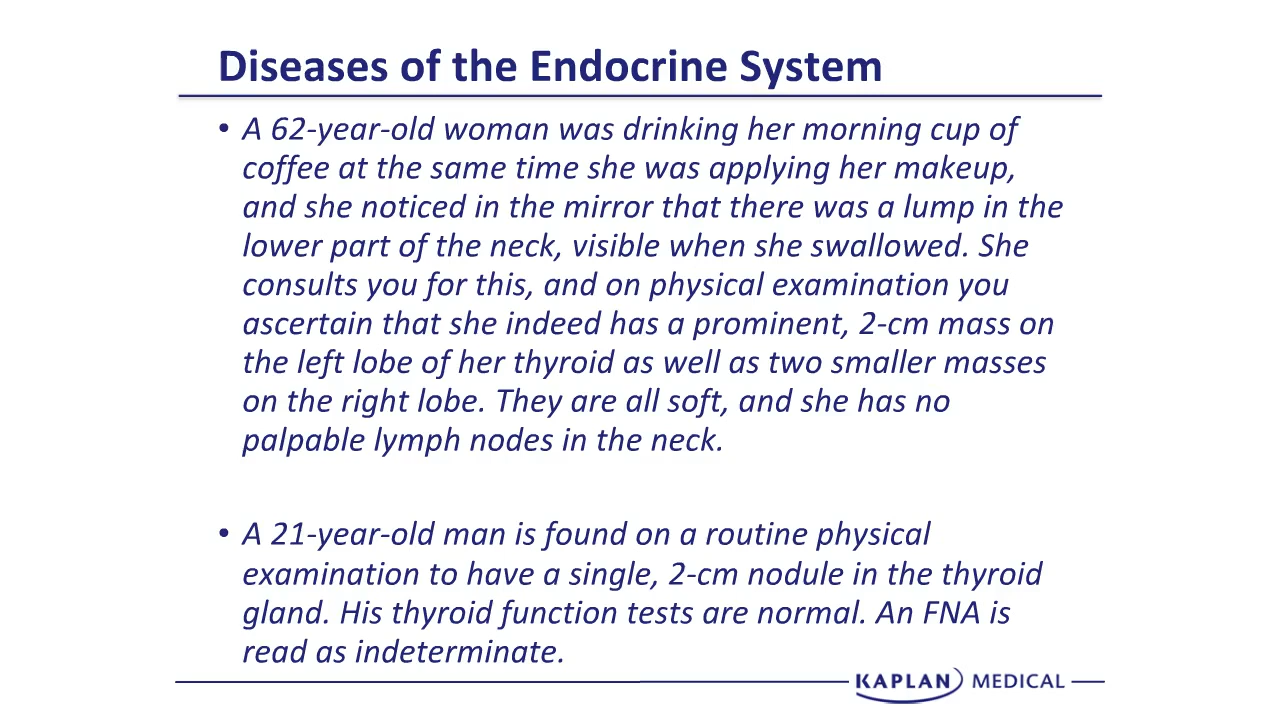 Diseases of the Endocrine System
• A 62-year-old woman was drinking her morning cup of
coffee at the same time she was applying her makeup,
and she noticed in the mirror that there was a lump in the
lower part of the neck, visible when she swallowed. She
consults you for this, and on physical examination you
ascertain that she indeed has a prominent, 2-cm mass on
the left lobe of her thyroid as well as two smaller masses
on the right lobe. They are all soft, and she has no
palpable lymph nodes in the neck.
• A 21-year-old man is found on a routine physical
examination to have a single, 2-cm nodule in the thyroid
gland. His thyroid function tests are normal. An FNA is
read as indeterminate.
KAPLAN MEDICAL